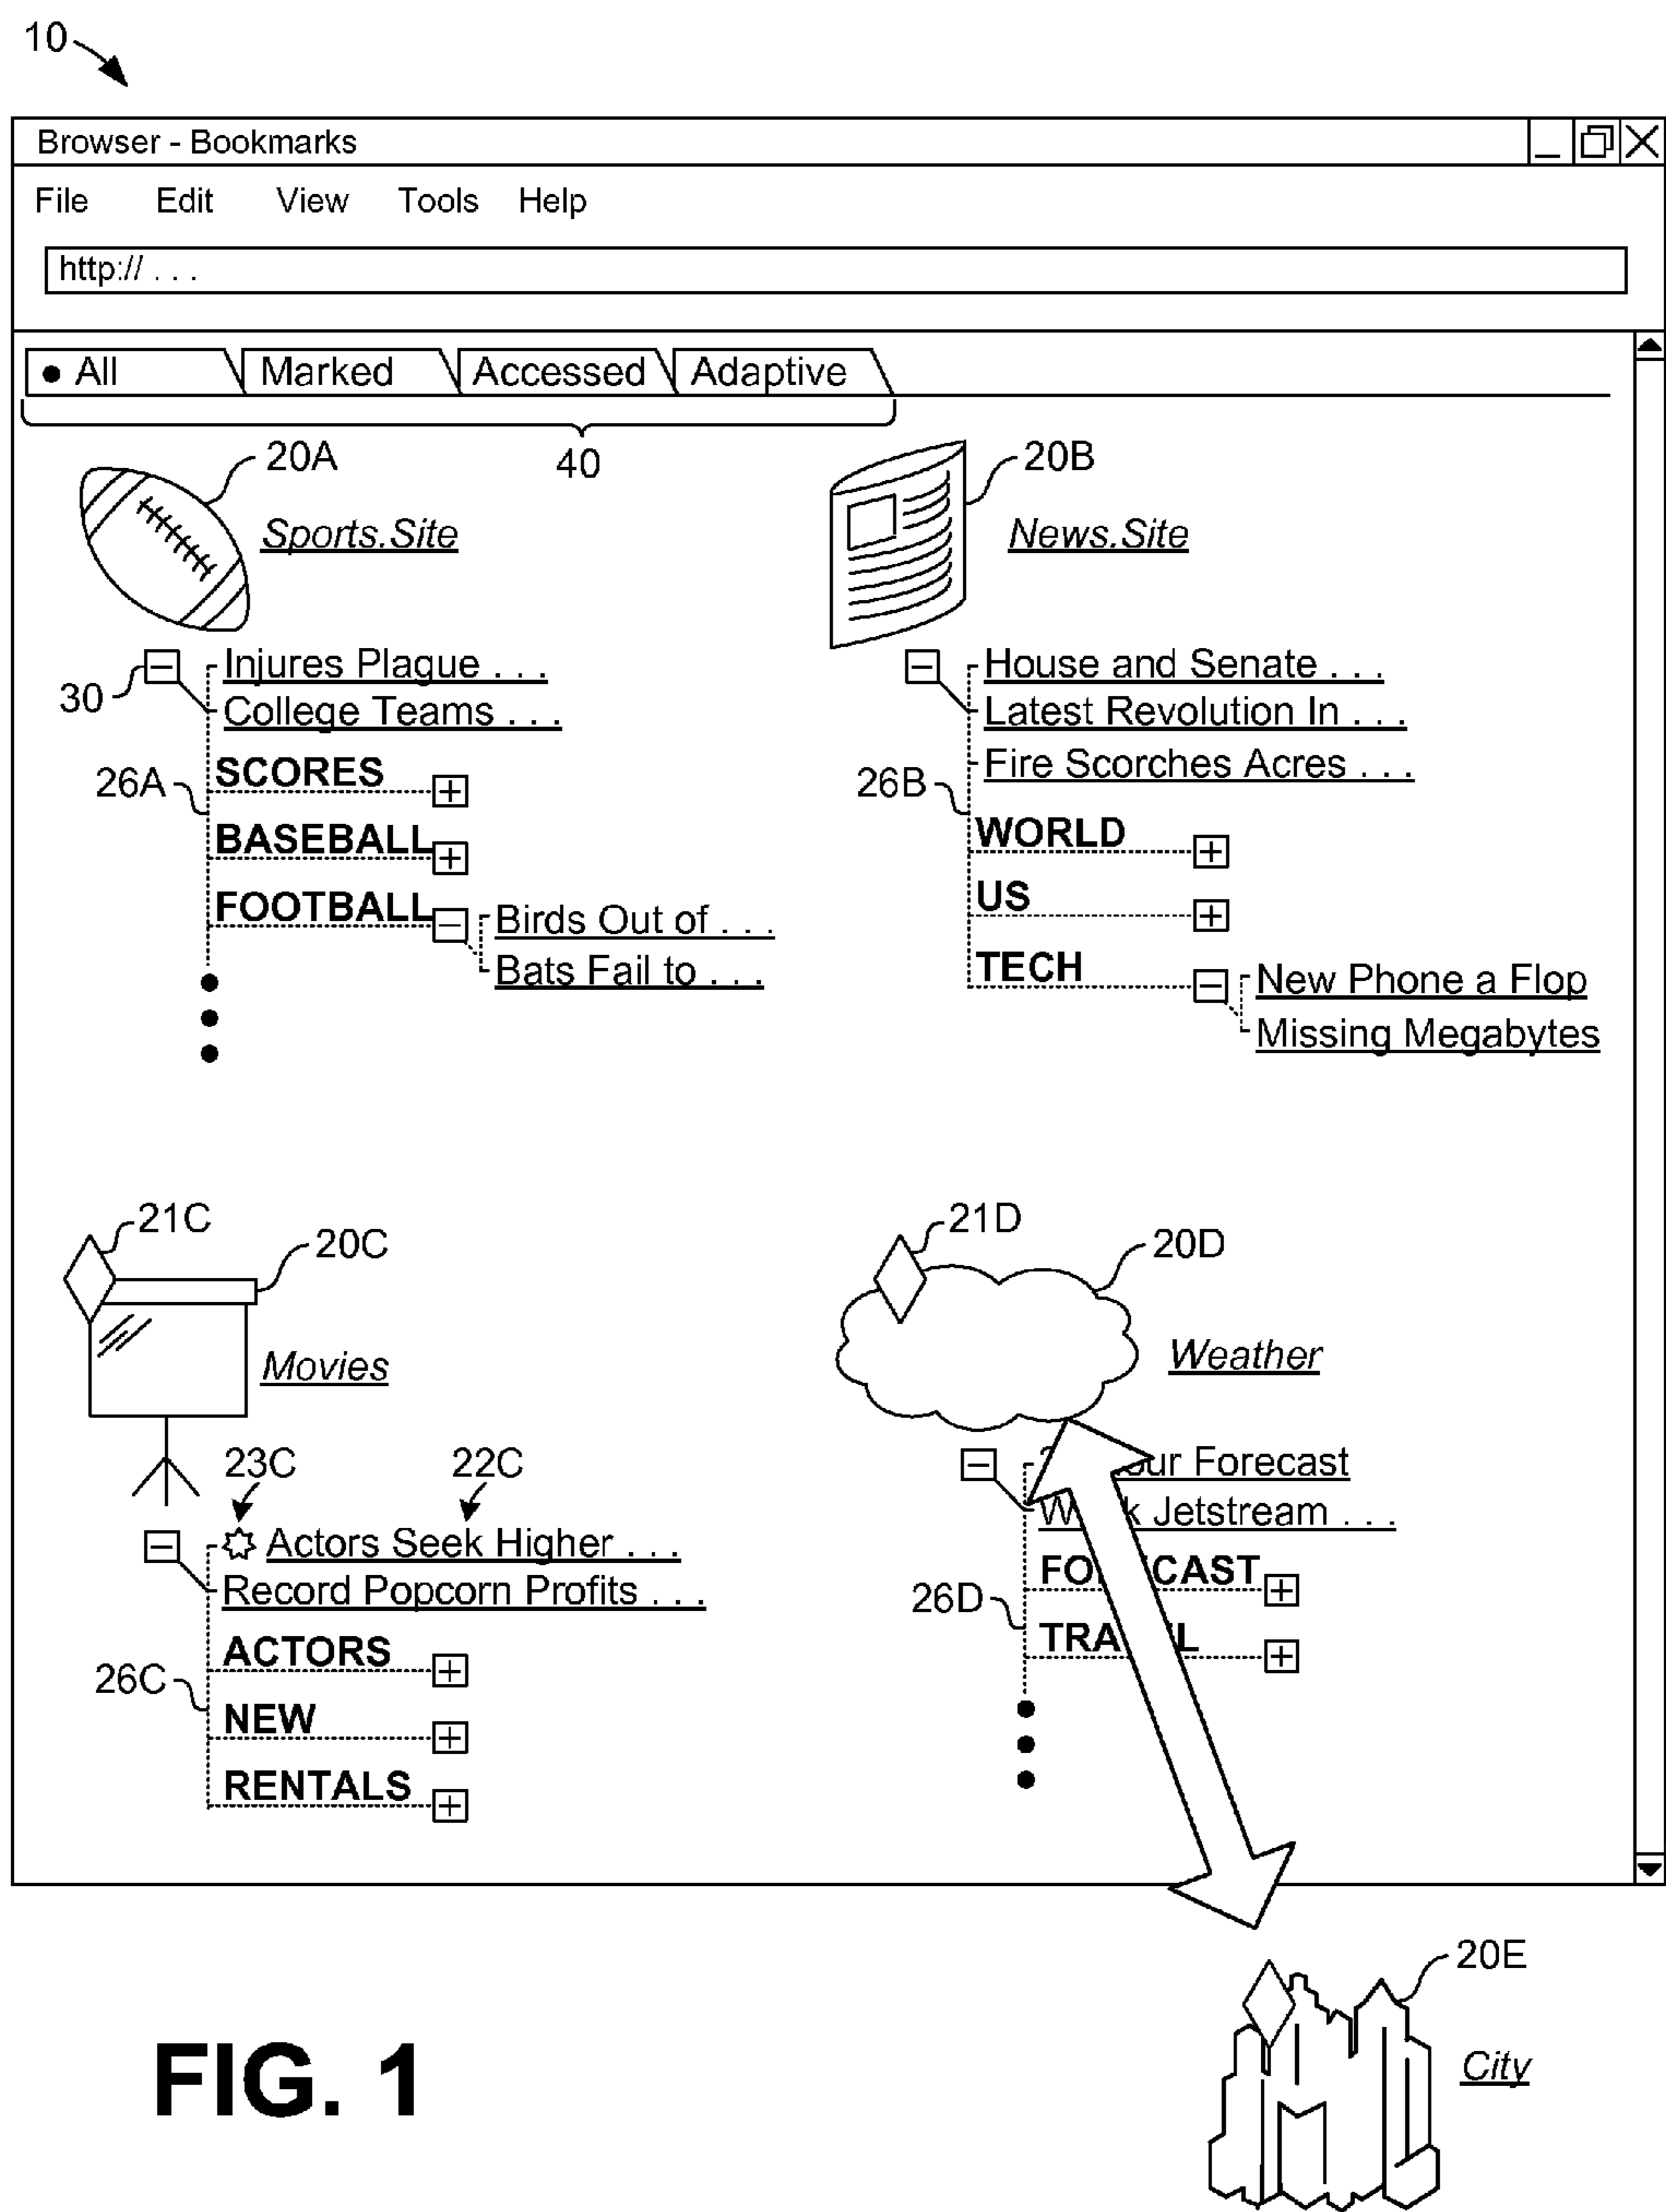 10
Browser - Bookmarks
File Edit View Tools Help
http:// . . .
• All Marked Accessed Adaptive
40
20A
Sports.Site
30
Injures Plague . . .
College Teams . . .
26A
SCORES
BASEBALL
FOOTBALL
Birds Out of . . .
Bats Fail to . . .
20B
News.Site
House and Senate . . .
Latest Revolution In . . .
Fire Scorches Acres . . .
26B
WORLD
US
TECH
New Phone a Flop
Missing Megabytes
21C
20C
Movies
23C 22C
Actors Seek Higher . . .
Record Popcorn Profits . . .
26C
ACTORS
NEW
RENTALS
21D
20D
Weather
Forecast
Jetstream . . .
26D
20E
City
FIG. 1